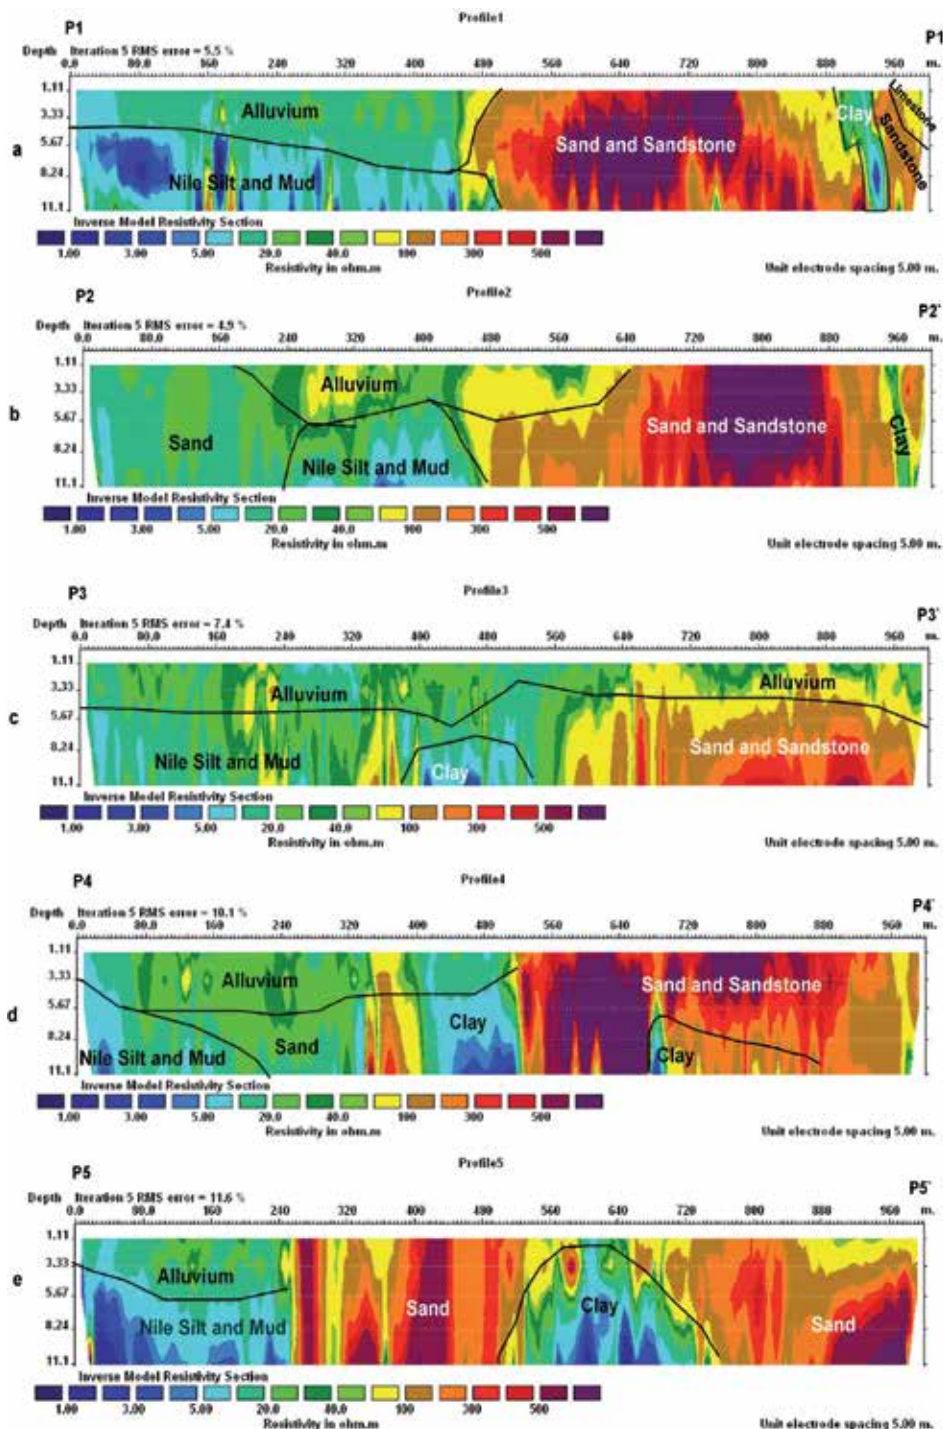 P1 Profile1 P1
Depth Iteration 5 RMS error = 5.5 %
0.0 80.0 160 240 320 400 480 560 640 720 800 880 960 m.
1.11
3.33
5.67
8.24
11.1
a
Alluvium
Nile Silt and Mud
Sand and Sandstone
Clay
Limestone
Sandstone
Inverse Model Resistivity Section
1.00 3.00 5.00 20.0 40.0 100 300 500
Resistivity in ohm.m
Unit electrode spacing 5.00 m.
P2 Profile2 P2`
Depth Iteration 5 RMS error = 4.9 %
0.0 80.0 160 240 320 400 480 560 640 720 800 880 960 m.
1.11
3.33
5.67
8.24
11.1
b
Alluvium
Sand
Nile Silt and Mud
Sand and Sandstone
Clay
Inverse Model Resistivity Section
1.00 3.00 5.00 20.0 40.0 100 300 500
Resistivity in ohm.m
Unit electrode spacing 5.00 m.
P3 Profile3 P3`
Depth Iteration 5 RMS error = 7.4 %
0.0 80.0 160 240 320 400 480 560 640 720 800 880 960 m.
1.11
3.33
5.67
8.24
11.1
c
Alluvium
Alluvium
Nile Silt and Mud
Clay
Sand and Sandstone
Inverse Model Resistivity Section
1.00 3.00 5.00 20.0 40.0 100 300 500
Resistivity in ohm.m
Unit electrode spacing 5.00 m.
P4 Profile4 P4`
Depth Iteration 5 RMS error = 10.1 %
0.0 80.0 160 240 320 400 480 560 640 720 800 880 960 m.
1.11
3.33
5.67
8.24
11.1
d
Alluvium
Sand and Sandstone
Clay
Nile Silt and Mud
Sand
Clay
Inverse Model Resistivity Section
1.00 3.00 5.00 20.0 40.0 100 300 500
Resistivity in ohm.m
Unit electrode spacing 5.00 m.
P5 Profile5 P5`
Depth Iteration 5 RMS error = 11.6 %
0.0 80.0 160 240 320 400 480 560 640 720 800 880 960 m.
1.11
3.33
5.67
8.24
11.1
e
Alluvium
Nile Silt and Mud
Sand
Clay
Sand
Inverse Model Resistivity Section
1.00 3.00 5.00 20.0 40.0 100 300 500
Resistivity in ohm.m
Unit electrode spacing 5.00 m.